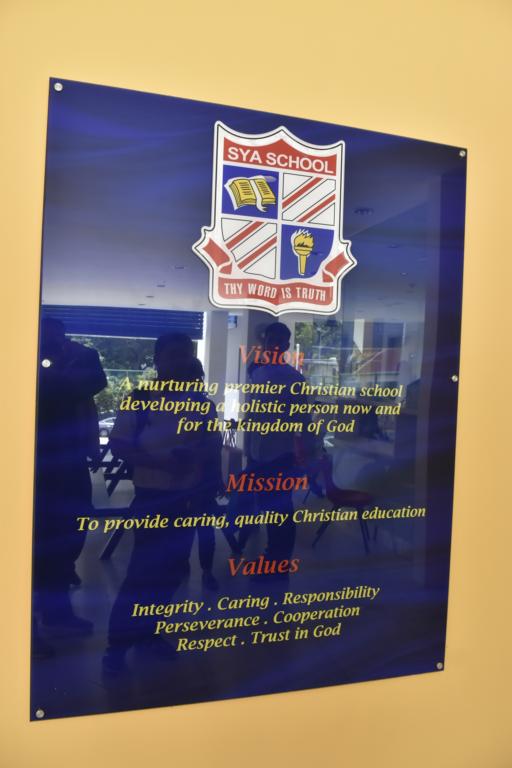 SYA SCHOOL
THY WORD IS TRUTH
Vision
A nurturing premier Christian school
developing a holistic person now and
for the kingdom of God
Mission
To provide caring, quality Christian education
Values
Integrity . Caring . Responsibility
Perseverance . Cooperation
Respect . Trust in God